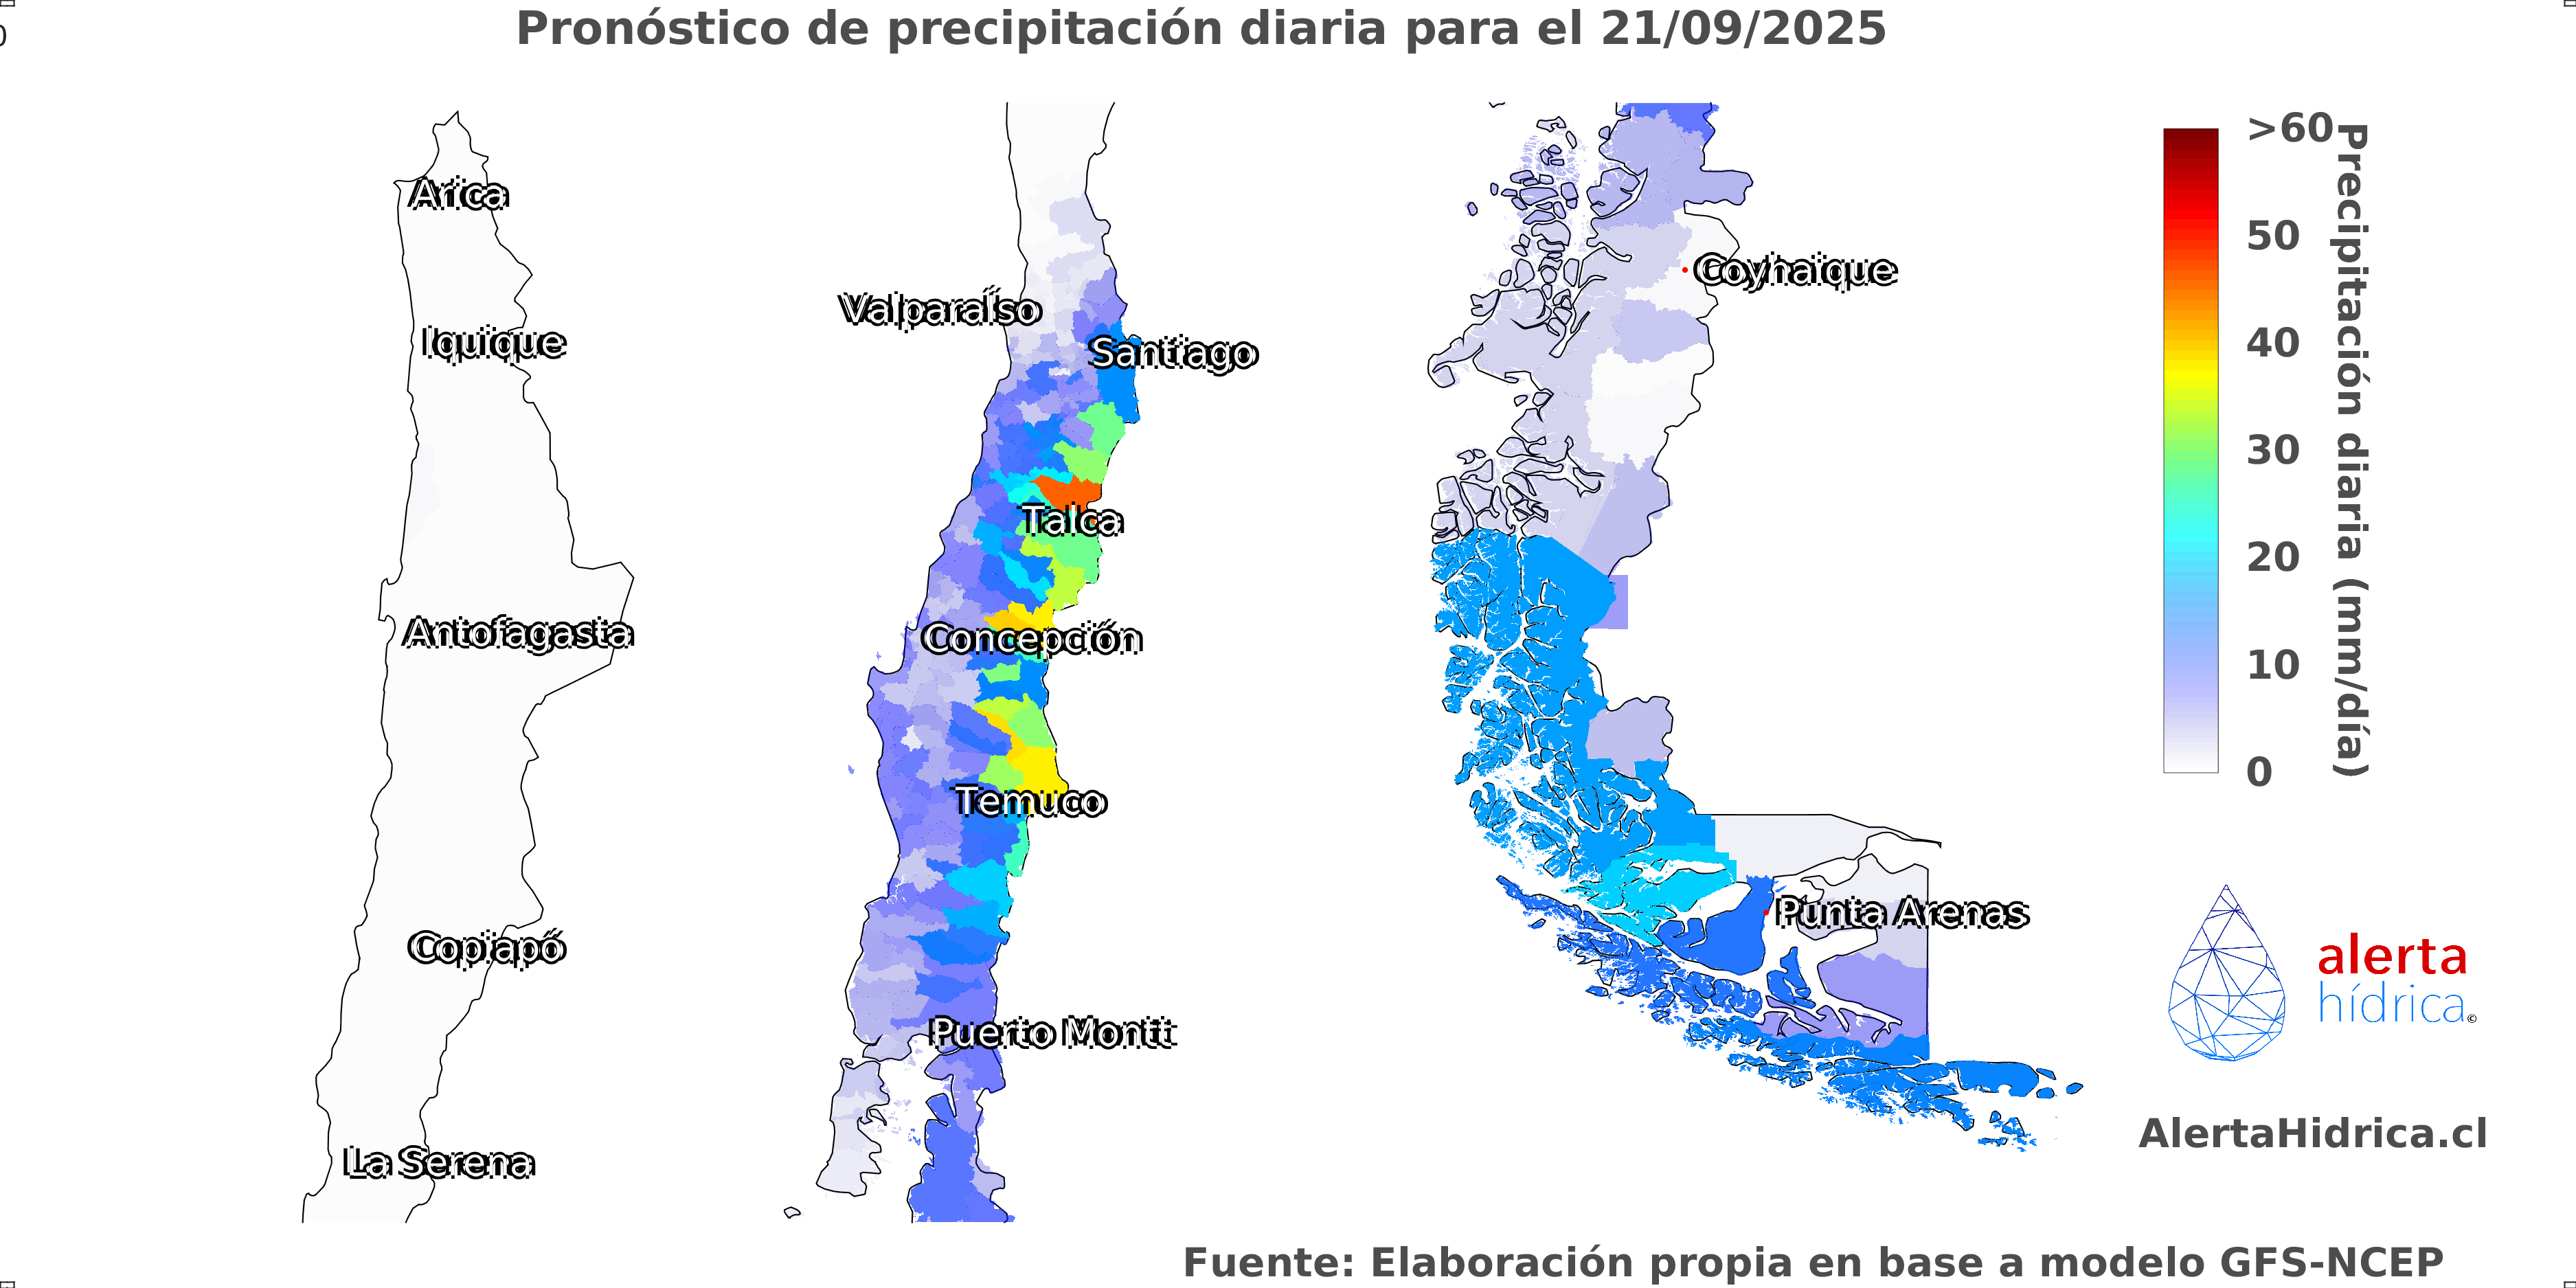 Pronóstico de precipitación diaria para el 21/09/2025
0
Arica
Iquique
Antofagasta
Copiapó
La Serena
Valparaíso
Santiago
Talca
Concepción
Temuco
Puerto Montt
Coyhaique
Punta Arenas
>60
50
40
30
20
10
0
Precipitación diaria (mm/día)
alerta
hídrica©
AlertaHidrica.cl
Fuente: Elaboración propia en base a modelo GFS-NCEP